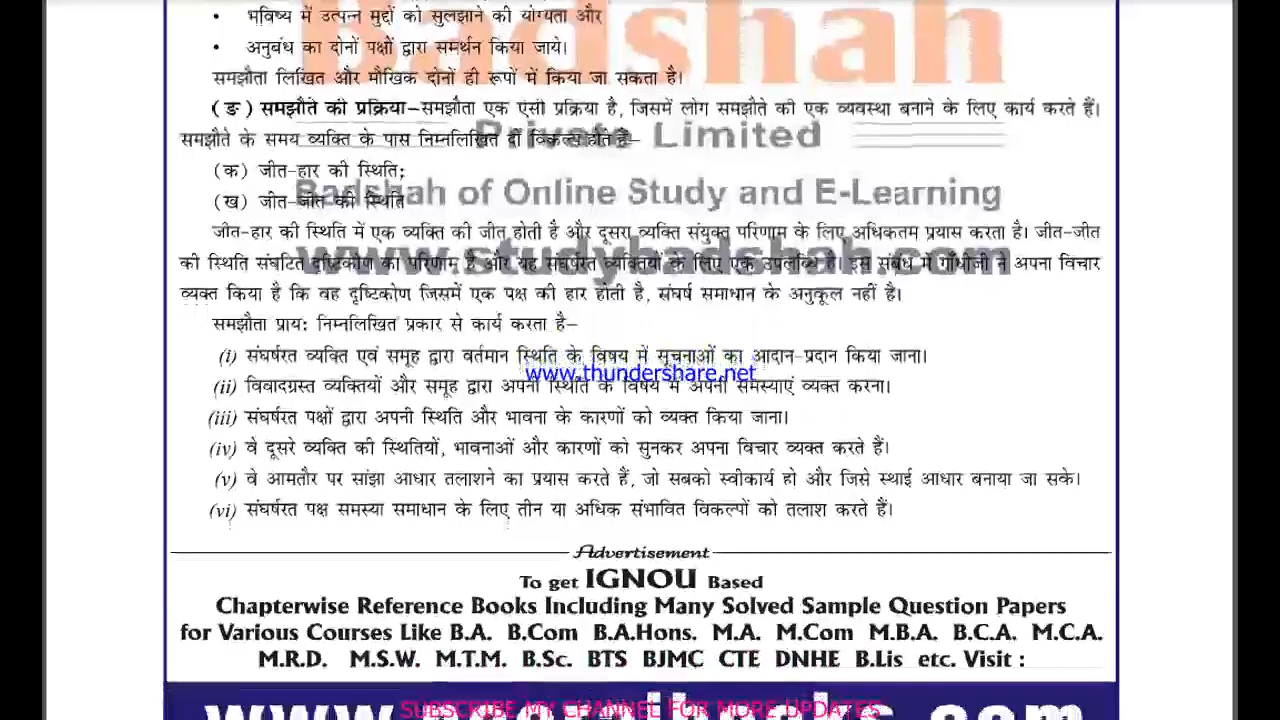 Badshah
• भविष्य में उत्पन्न मुद्दों को सुलझाने की योग्यता और
• अनुबंध का दोनों पक्षों द्वारा समर्थन किया जाये।
समझौता लिखित और मौखिक दोनों ही रूपों में किया जा सकता है।
(ङ) समझौते की प्रक्रिया–समझौता एक ऐसी प्रक्रिया है, जिसमें लोग समझौते की एक व्यवस्था बनाने के लिए कार्य करते हैं।
समझौते के समय व्यक्ति के पास निम्नलिखित दो विकल्प होते हैं–
Private Limited
(क) जीत-हार की स्थिति;
Badshah of Online Study and E-Learning
(ख) जीत-जीत की स्थिति
जीत-हार की स्थिति में एक व्यक्ति की जीत होती है और दूसरा व्यक्ति संयुक्त परिणाम के लिए अधिकतम प्रयास करता है। जीत-जीत
www.studybadshah.com
की स्थिति संघटित दृष्टिकोण का परिणाम है और यह संघर्षरत व्यक्तियों के लिए एक उपलब्धि है। इस संबंध में गाँधीजी ने अपना विचार
व्यक्त किया है कि वह दृष्टिकोण जिसमें एक पक्ष की हार होती है, संघर्ष समाधान के अनुकूल नहीं है।
समझौता प्राय: निम्नलिखित प्रकार से कार्य करता है–
(i) संघर्षरत व्यक्ति एवं समूह द्वारा वर्तमान स्थिति के विषय में सूचनाओं का आदान-प्रदान किया जाना।
www.thundershare.net
(ii) विवादग्रस्त व्यक्तियों और समूह द्वारा अपनी स्थिति के विषय में अपनी समस्याएं व्यक्त करना।
(iii) संघर्षरत पक्षों द्वारा अपनी स्थिति और भावना के कारणों को व्यक्त किया जाना।
(iv) वे दूसरे व्यक्ति की स्थितियों, भावनाओं और कारणों को सुनकर अपना विचार व्यक्त करते हैं।
(v) वे आमतौर पर सांझा आधार तलाशने का प्रयास करते हैं, जो सबको स्वीकार्य हो और जिसे स्थाई आधार बनाया जा सके।
(vi) संघर्षरत पक्ष समस्या समाधान के लिए तीन या अधिक संभावित विकल्पों को तलाश करते हैं।
Advertisement
To get IGNOU Based
Chapterwise Reference Books Including Many Solved Sample Question Papers
for Various Courses Like B.A. B.Com B.A.Hons. M.A. M.Com M.B.A. B.C.A. M.C.A.
M.R.D. M.S.W. M.T.M. B.Sc. BTS BJMC CTE DNHE B.Lis etc. Visit :
SUBSCRIBE MY CHANNEL FOR MORE UPDATES